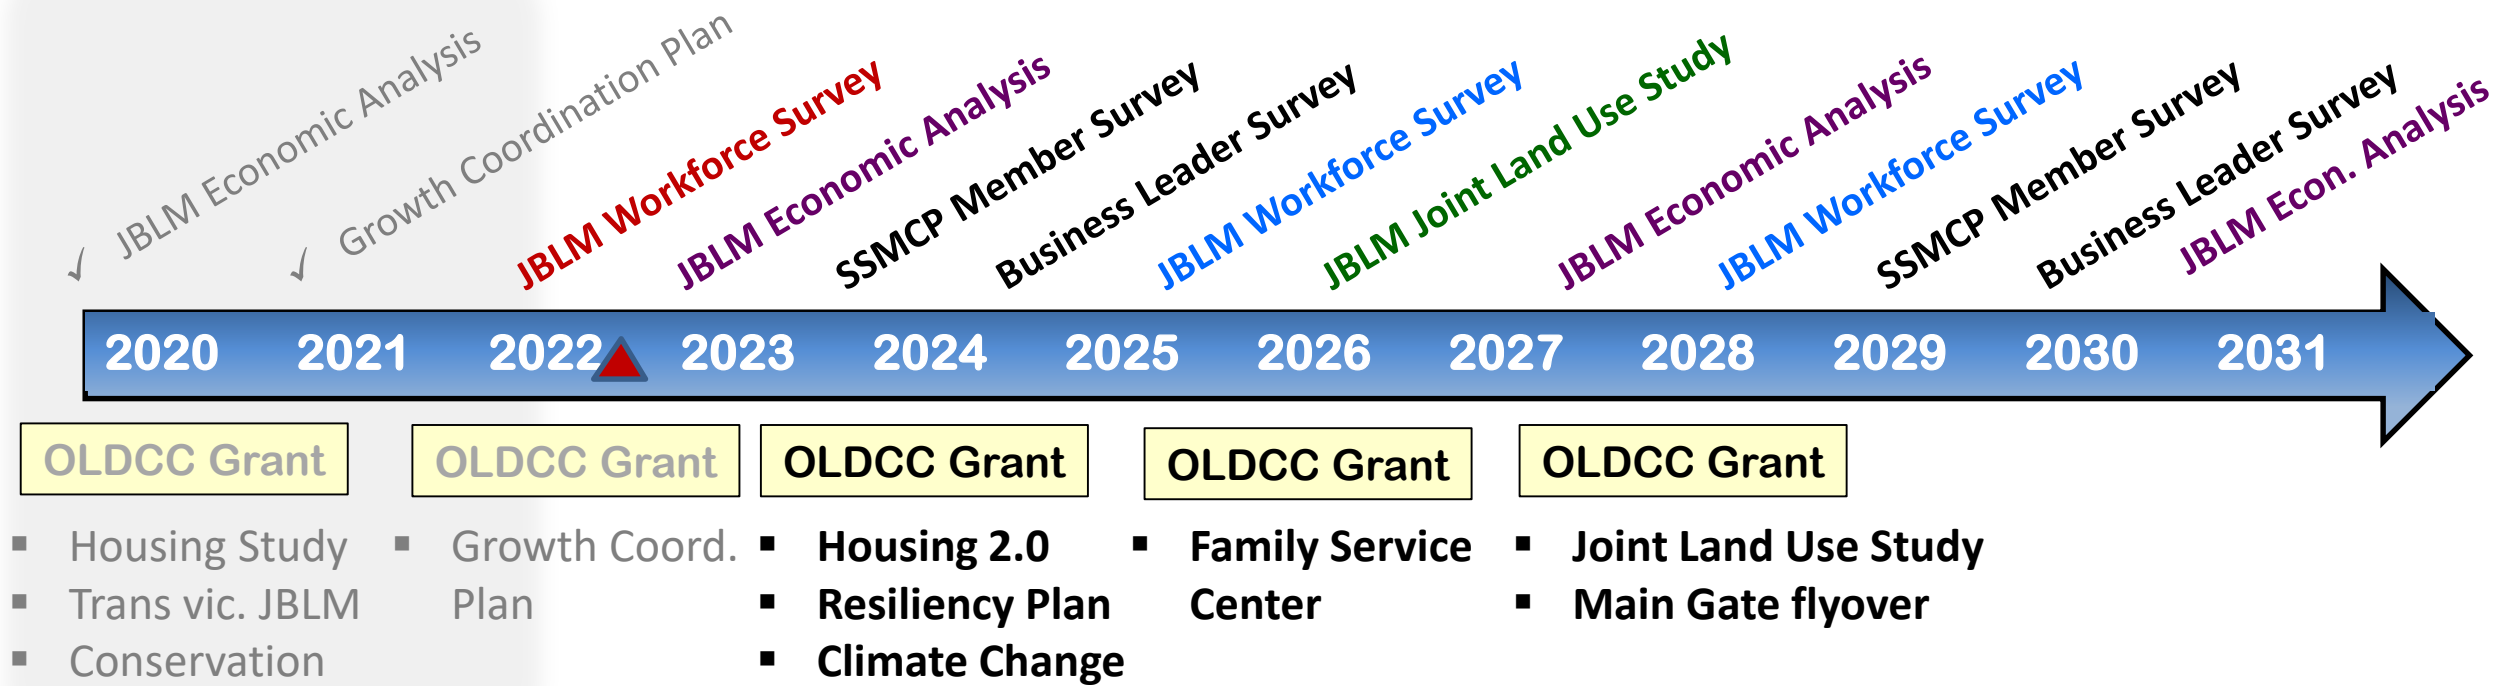 JBLM Economic Analysis
Growth Coordination Plan
JBLM Workforce Survey
JBLM Economic Analysis
SSMCP Member Survey
Business Leader Survey
JBLM Workforce Survey
JBLM Joint Land Use Study
JBLM Economic Analysis
JBLM Workforce Survey
SSMCP Member Survey
Business Leader Survey
JBLM Econ. Analysis
2020 2021 2022 2023 2024 2025 2026 2027 2028 2029 2030 2031
OLDCC Grant
Housing Study
Trans vic. JBLM
Conservation
OLDCC Grant
Growth Coord.
Plan
OLDCC Grant
Housing 2.0
Resiliency Plan
Climate Change
OLDCC Grant
Family Service
Center
OLDCC Grant
Joint Land Use Study
Main Gate flyover